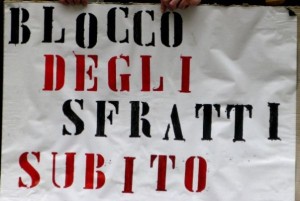 BLOCCO
DEGLI
SFRATTI
SUBITO